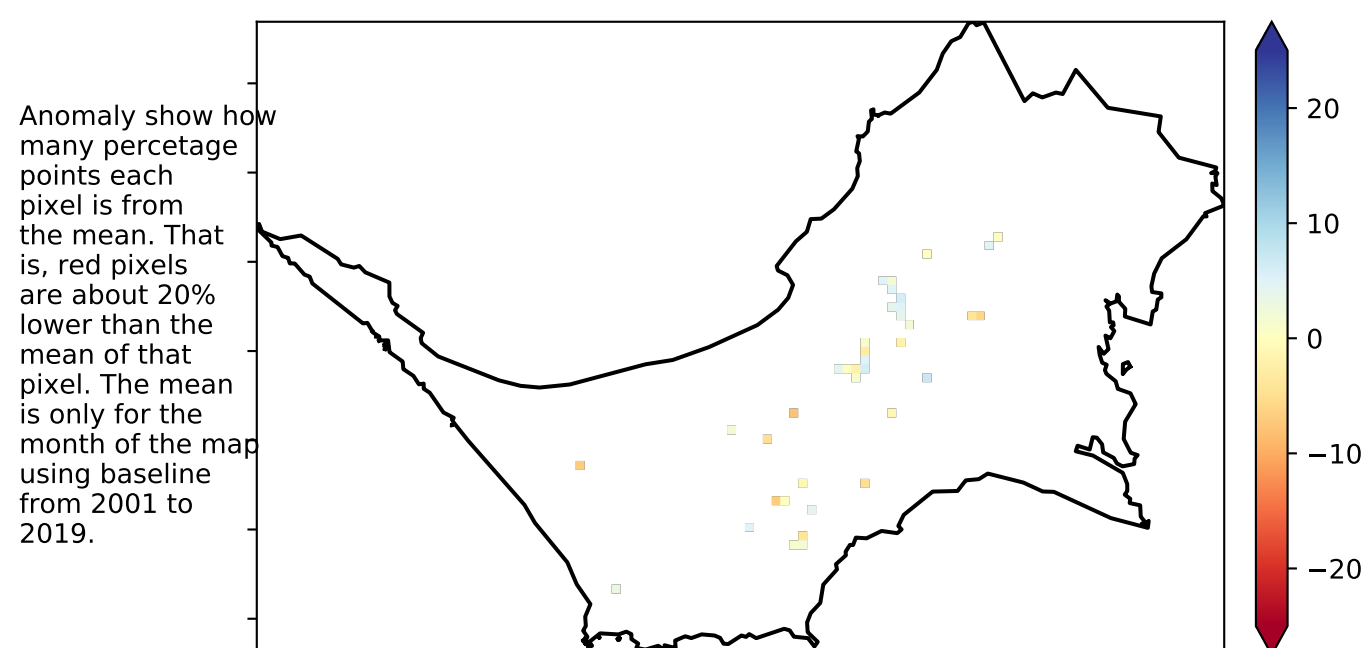 Anomaly show how
many percetage
points each
pixel is from
the mean. That
is, red pixels
are about 20%
lower than the
mean of that
pixel. The mean
is only for the
month of the map
using baseline
from 2001 to
2019.
20
10
0
−10
−20